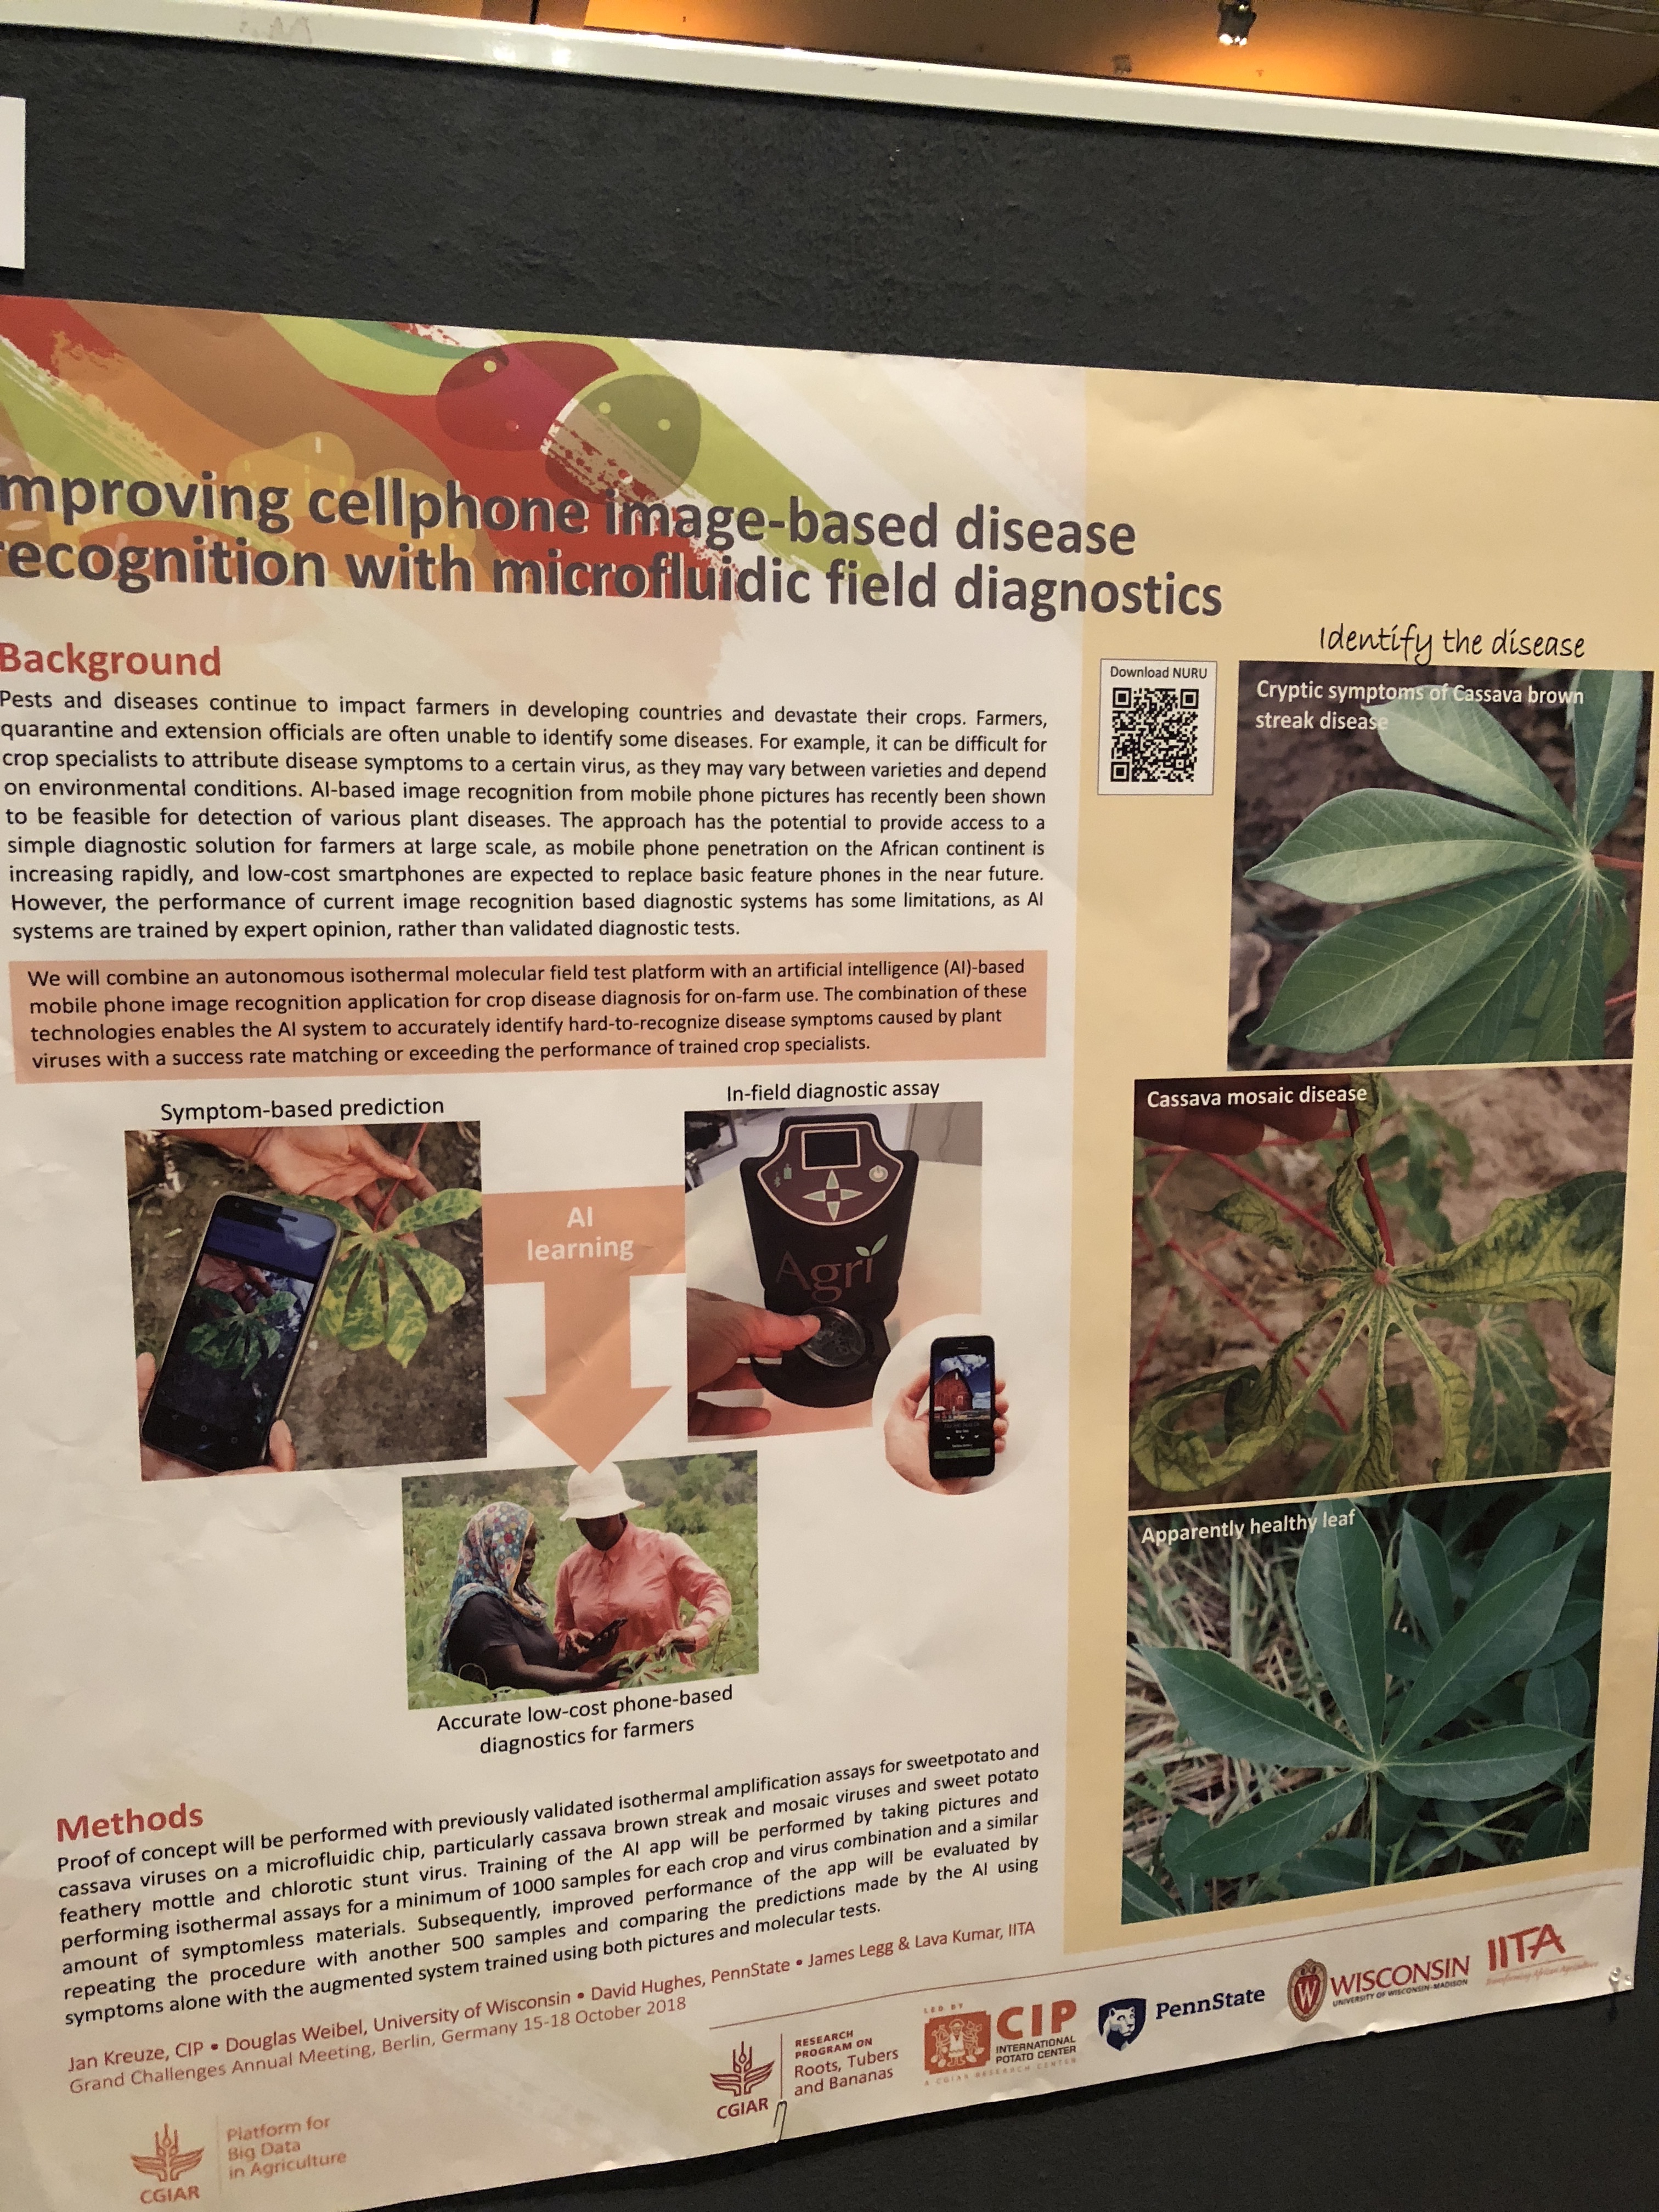 mproving cellphone image-based disease
ecognition with microfluidic field diagnostics
Background
Pests and diseases continue to impact farmers in developing countries and devastate their crops. Farmers,
quarantine and extension officials are often unable to identify some diseases. For example, it can be difficult for
crop specialists to attribute disease symptoms to a certain virus, as they may vary between varieties and depend
on environmental conditions. AI-based image recognition from mobile phone pictures has recently been shown
to be feasible for detection of various plant diseases. The approach has the potential to provide access to a
simple diagnostic solution for farmers at large scale, as mobile phone penetration on the African continent is
increasing rapidly, and low-cost smartphones are expected to replace basic feature phones in the near future.
However, the performance of current image recognition based diagnostic systems has some limitations, as AI
systems are trained by expert opinion, rather than validated diagnostic tests.
We will combine an autonomous isothermal molecular field test platform with an artificial intelligence (AI)-based
mobile phone image recognition application for crop disease diagnosis for on-farm use. The combination of these
technologies enables the AI system to accurately identify hard-to-recognize disease symptoms caused by plant
viruses with a success rate matching or exceeding the performance of trained crop specialists.
Symptom-based prediction
In-field diagnostic assay
AI
learning
Agri
Accurate low-cost phone-based
diagnostics for farmers
Methods
Proof of concept will be performed with previously validated isothermal amplification assays for sweetpotato and
cassava viruses on a microfluidic chip, particularly cassava brown streak and mosaic viruses and sweet potato
feathery mottle and chlorotic stunt virus. Training of the AI app will be performed by taking pictures and
performing isothermal assays for a minimum of 1000 samples for each crop and virus combination and a similar
amount of symptomless materials. Subsequently, improved performance of the app will be evaluated by
repeating the procedure with another 500 samples and comparing the predictions made by the AI using
symptoms alone with the augmented system trained using both pictures and molecular tests.
Jan Kreuze, CIP • Douglas Weibel, University of Wisconsin • David Hughes, PennState • James Legg & Lava Kumar, IITA
Grand Challenges Annual Meeting, Berlin, Germany 15-18 October 2018
Identify the disease
Download NURU
Cryptic symptoms of Cassava brown
streak disease
Cassava mosaic disease
Apparently healthy leaf
CGIAR
Platform for
Big Data
in Agriculture
CGIAR
RESEARCH
PROGRAM ON
Roots, Tubers
and Bananas
LED BY
CIP
INTERNATIONAL
POTATO CENTER
A CGIAR RESEARCH CENTER
PennState
W
WISCONSIN
UNIVERSITY OF WISCONSIN-MADISON
IITA
Transforming African Agriculture